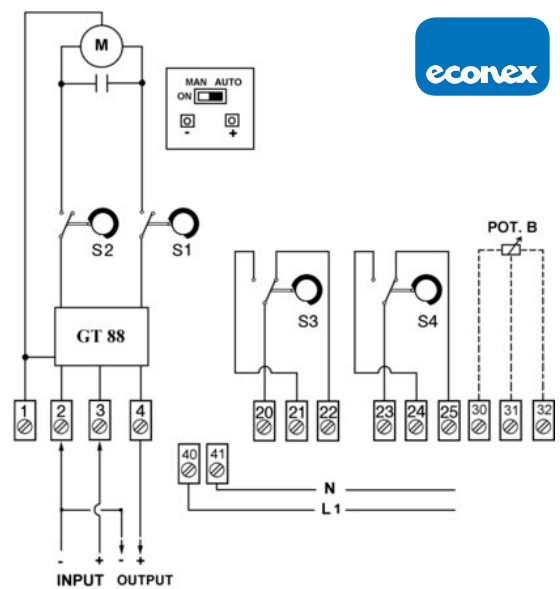 M
MAN AUTO
ON
- +
econex
S2
S1
S3
S4
POT. B
GT 88
1 2 3 4
20 21 22
23 24 25
30 31 32
40 41
N
L1
- + - +
INPUT OUTPUT